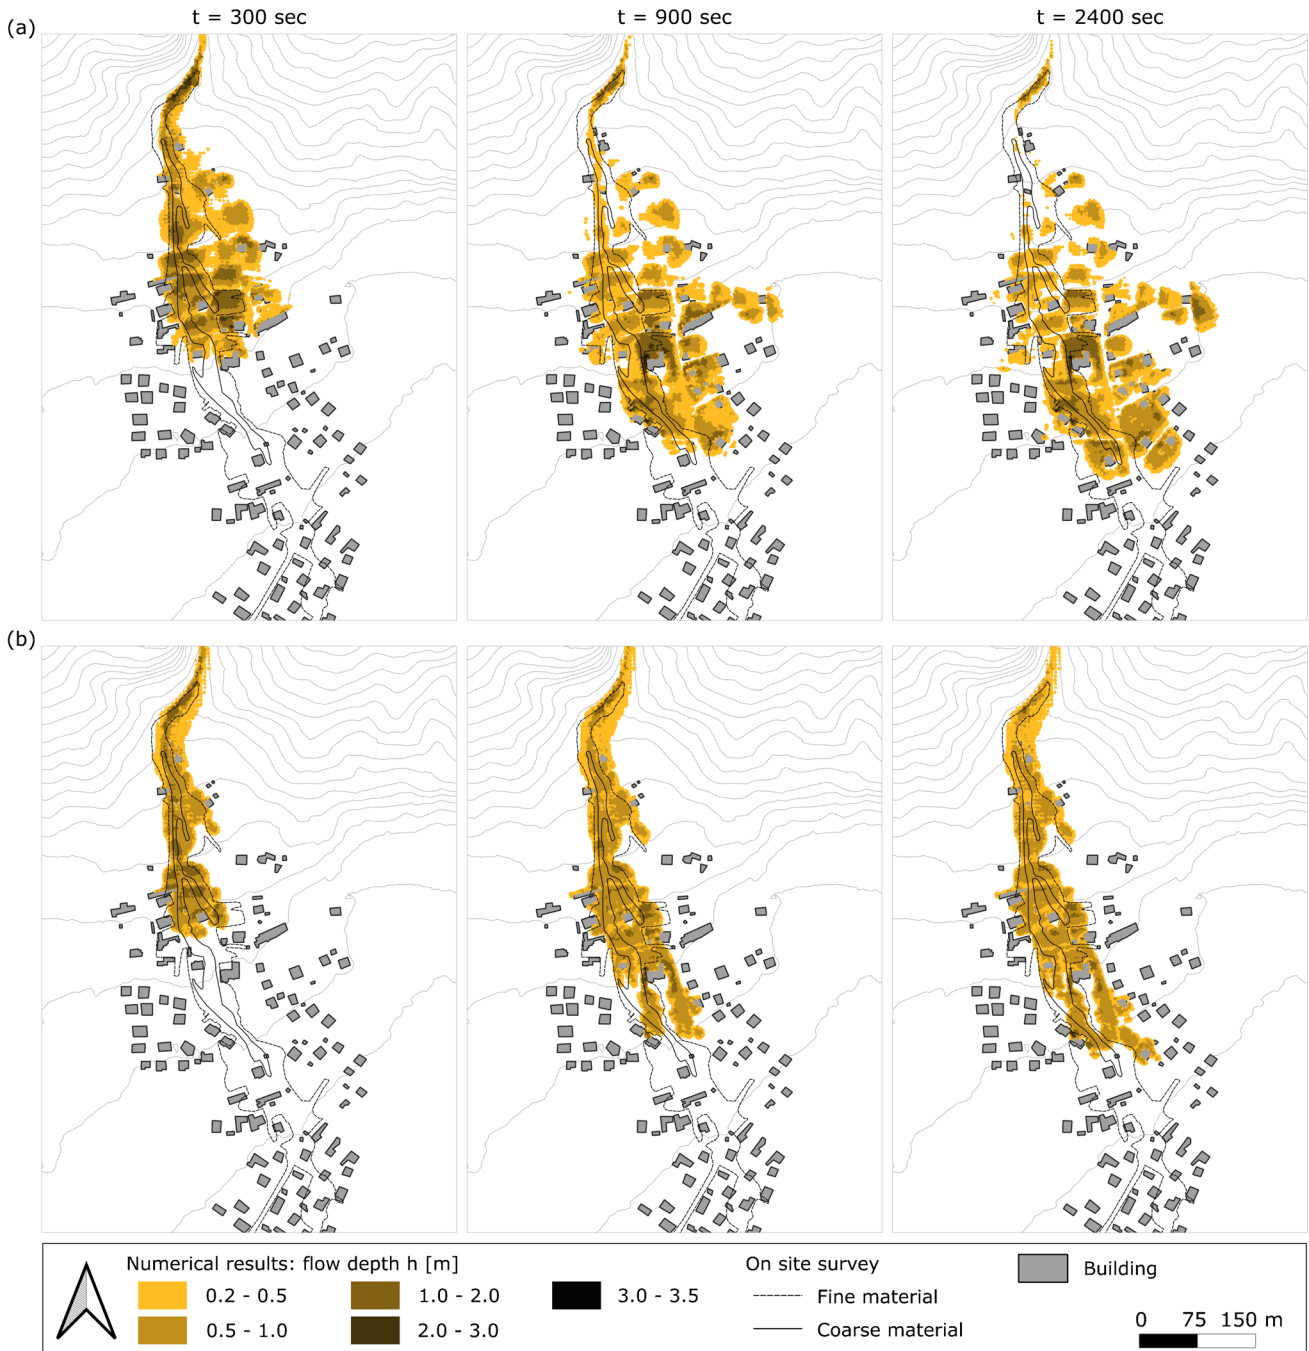 t = 300 sec
t = 900 sec
t = 2400 sec
(a)
(b)
Numerical results: flow depth h [m]
0.2 - 0.5
1.0 - 2.0
3.0 - 3.5
0.5 - 1.0
2.0 - 3.0
On site survey
Fine material
Coarse material
Building
0 75 150 m